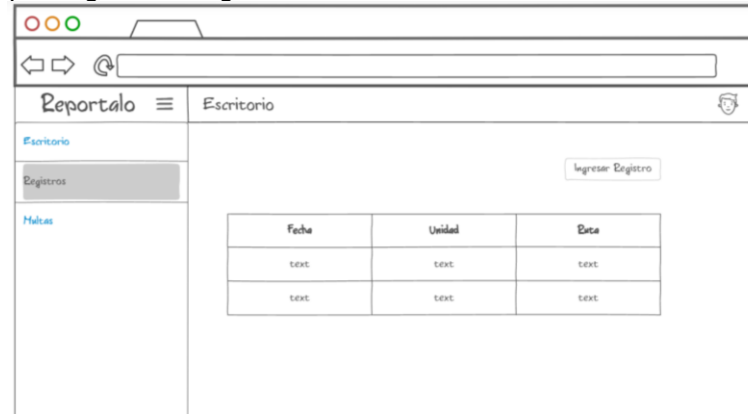 Reportalo
Escritorio
Escritorio
Registros
Multas
Ingresar Registro
Fecha Unidad Ruta
text text text
text text text